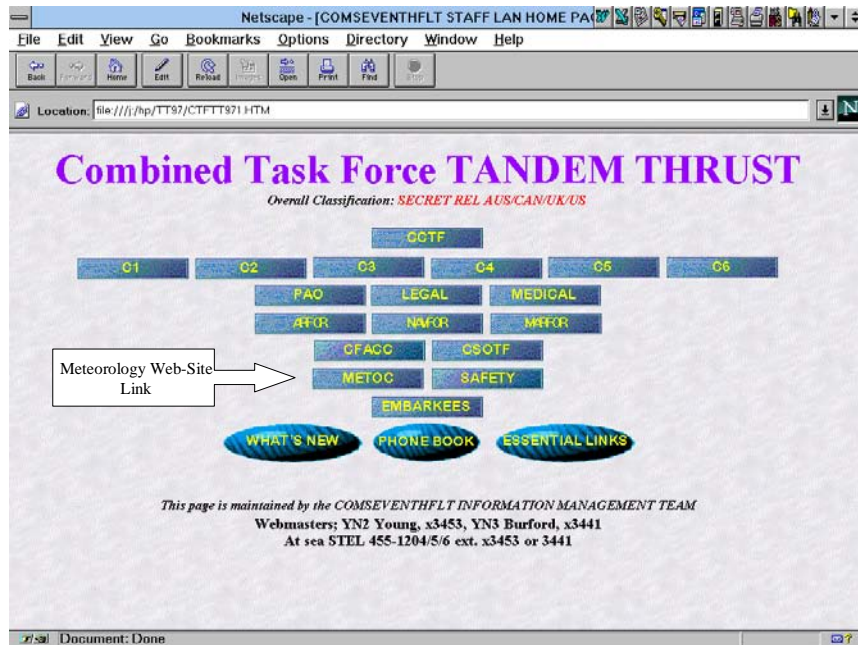 Netscape - [COMSEVENTHFLT STAFF LAN HOME PA
File Edit View Go Bookmarks Options Directory Window Help
Back Forward Home Edit Reload Images Open Print Find Stop
Location: file:///j:/hp/TT97/CTFTT971.HTM
N
Combined Task Force TANDEM THRUST
Overall Classification: SECRET REL AUS/CAN/UK/US
CCTF
C1 C2 C3 C4 C5 C6
PAO LEGAL MEDICAL
ARFOR NAVFOR MARFOR
CFACC CSOTF
Meteorology Web-Site
Link
METOC SAFETY
EMBARKEES
WHAT'S NEW PHONE BOOK ESSENTIAL LINKS
This page is maintained by the COMSEVENTHFLT INFORMATION MANAGEMENT TEAM
Webmasters; YN2 Young, x3453, YN3 Burford, x3441
At sea STEL 455-1204/5/6 ext. x3453 or 3441
Document: Done